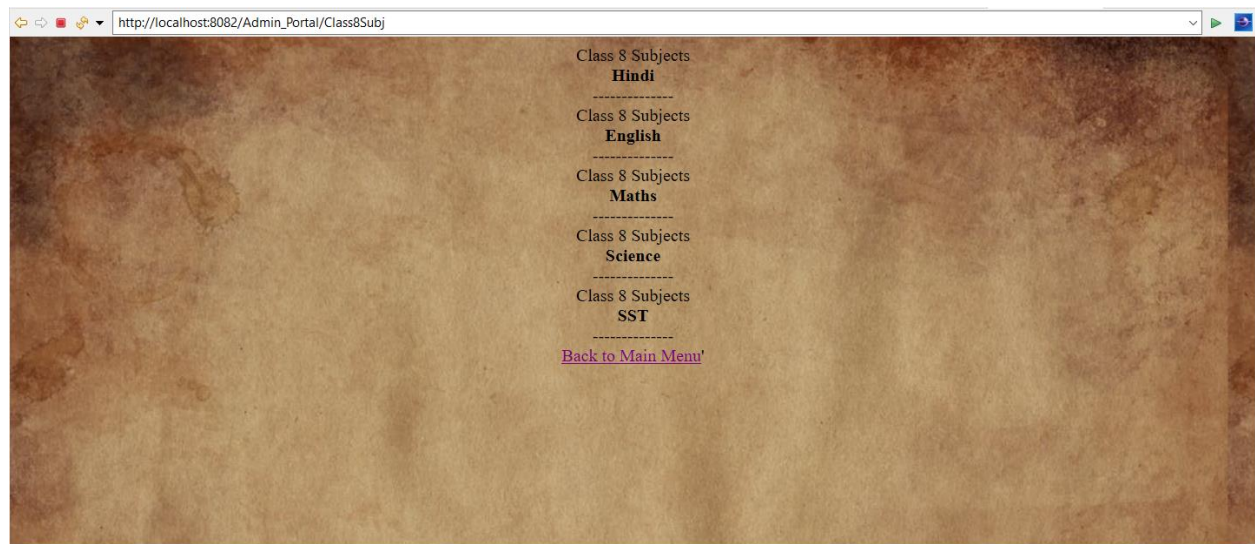 http://localhost:8082/Admin_Portal/Class8Subj
Class 8 Subjects
Hindi
--------------
Class 8 Subjects
English
--------------
Class 8 Subjects
Maths
--------------
Class 8 Subjects
Science
--------------
Class 8 Subjects
SST
--------------
Back to Main Menu'